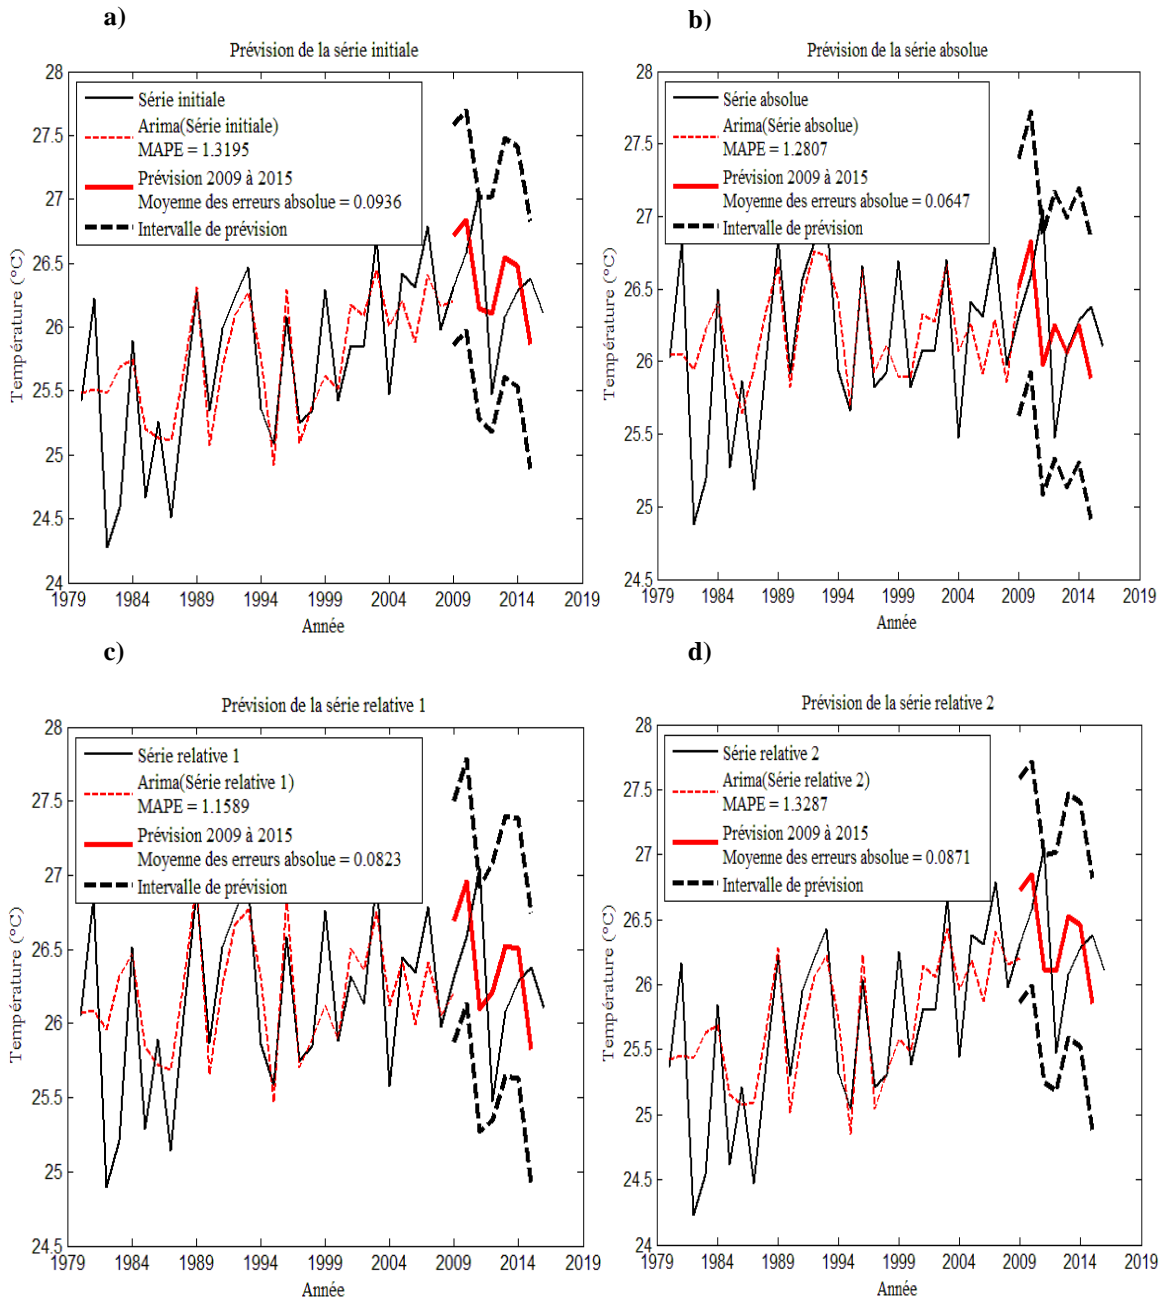 a)
Prévision de la série initiale
28
27.5
27
26.5
26
25.5
25
24.5
24
Température (°C)
Série initiale
Arima(Série initiale)
MAPE = 1.3195
Prévision 2009 à 2015
Moyenne des erreurs absolue = 0.0936
Intervalle de prévision
1979 1984 1989 1994 1999 2004 2009 2014 2019
Année
b)
Prévision de la série absolue
28
27.5
27
26.5
26
25.5
25
24.5
Température (°C)
Série absolue
Arima(Série absolue)
MAPE = 1.2807
Prévision 2009 à 2015
Moyenne des erreurs absolue = 0.0647
Intervalle de prévision
1979 1984 1989 1994 1999 2004 2009 2014 2019
Année
c)
Prévision de la série relative 1
28
27.5
27
26.5
26
25.5
25
24.5
Température (°C)
Série relative 1
Arima(Série relative 1)
MAPE = 1.1589
Prévision 2009 à 2015
Moyenne des erreurs absolue = 0.0823
Intervalle de prévision
1979 1984 1989 1994 1999 2004 2009 2014 2019
Année
d)
Prévision de la série relative 2
28
27.5
27
26.5
26
25.5
25
24.5
24
Température (°C)
Série relative 2
Arima(Série relative 2)
MAPE = 1.3287
Prévision 2009 à 2015
Moyenne des erreurs absolue = 0.0871
Intervalle de prévision
1979 1984 1989 1994 1999 2004 2009 2014 2019
Année